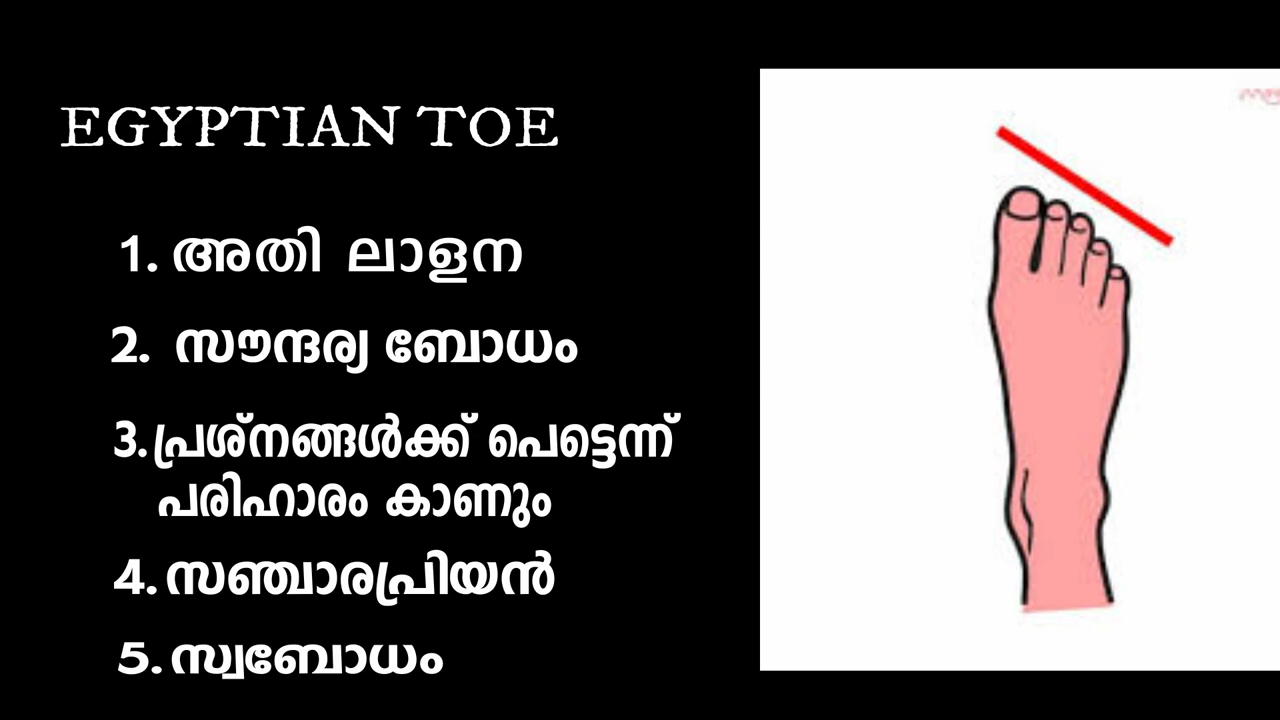 EGYPTIAN TOE
1. അതി ലാളന
2. സൗന്ദര്യ ബോധം
3. പ്രശ്നങ്ങൾക്ക് പെട്ടെന്ന്
പരിഹാരം കാണും
4. സഞ്ചാരപ്രിയൻ
5. സ്വബോധം